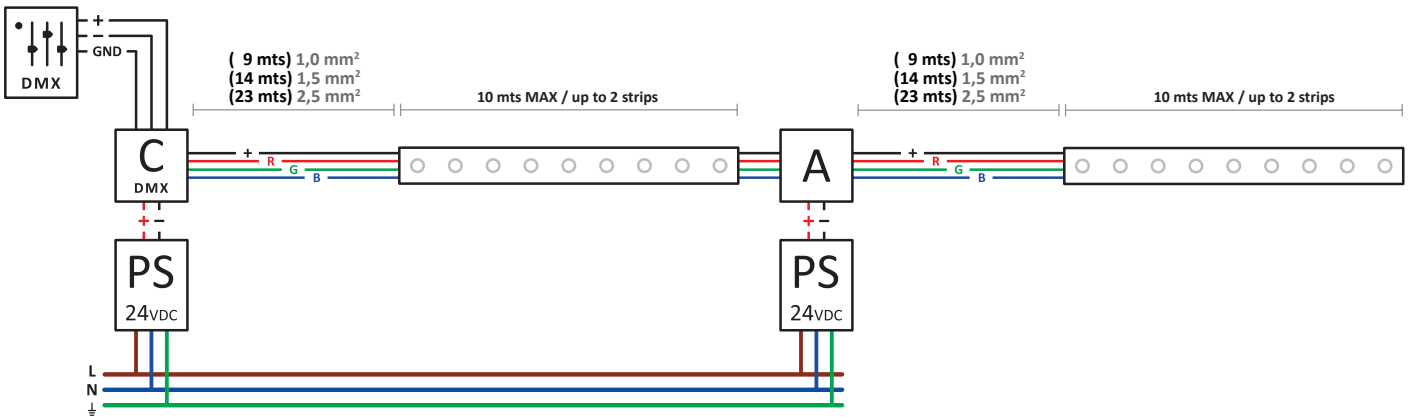 +
−
GND
DMX
( 9 mts) 1,0 mm²
(14 mts) 1,5 mm²
(23 mts) 2,5 mm²
10 mts MAX / up to 2 strips
( 9 mts) 1,0 mm²
(14 mts) 1,5 mm²
(23 mts) 2,5 mm²
10 mts MAX / up to 2 strips
C
DMX
+
R
G
B
A
+
R
G
B
+ −
+ −
PS
24VDC
PS
24VDC
L
N